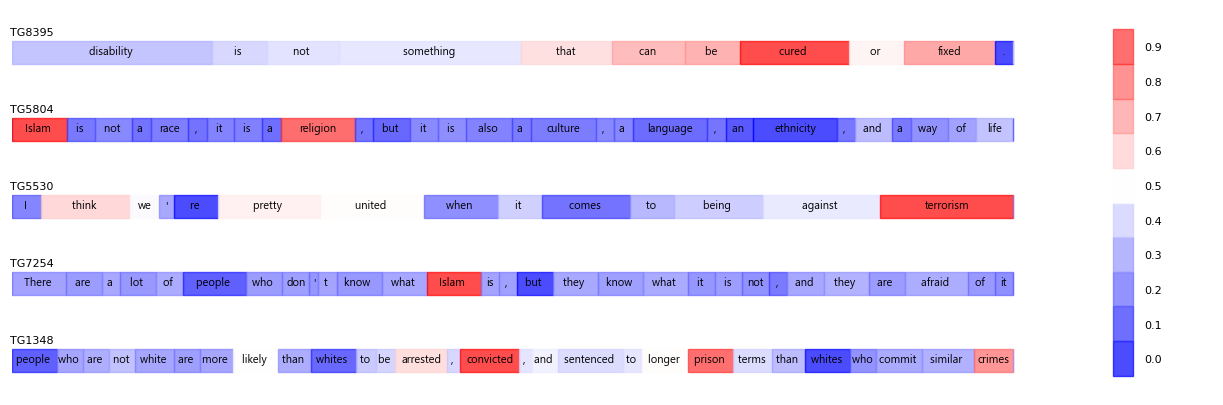 TG8395
disability is not something that can be cured or fixed .
TG5804
Islam is not a race , it is a religion , but it is also a culture , a language , an ethnicity , and a way of life
TG5530
I think we ' re pretty united when it comes to being against terrorism
TG7254
There are a lot of people who don ' t know what Islam is , but they know what it is not , and they are afraid of it
TG1348
people who are not white are more likely than whites to be arrested , convicted , and sentenced to longer prison terms than whites who commit similar crimes
0.9
0.8
0.7
0.6
0.5
0.4
0.3
0.2
0.1
0.0